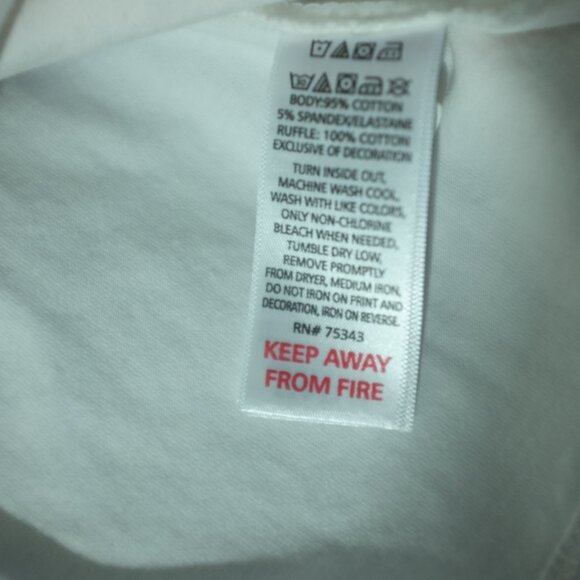 BODY:95% COTTON
5% SPANDEX/ELASTANE
RUFFLE: 100% COTTON
EXCLUSIVE OF DECORATION
TURN INSIDE OUT,
MACHINE WASH COOL,
WASH WITH LIKE COLORS,
ONLY NON-CHLORINE
BLEACH WHEN NEEDED,
TUMBLE DRY LOW,
REMOVE PROMPTLY
FROM DRYER, MEDIUM IRON,
DO NOT IRON ON PRINT AND
DECORATION, IRON ON REVERSE.
RN# 75343
KEEP AWAY
FROM FIRE